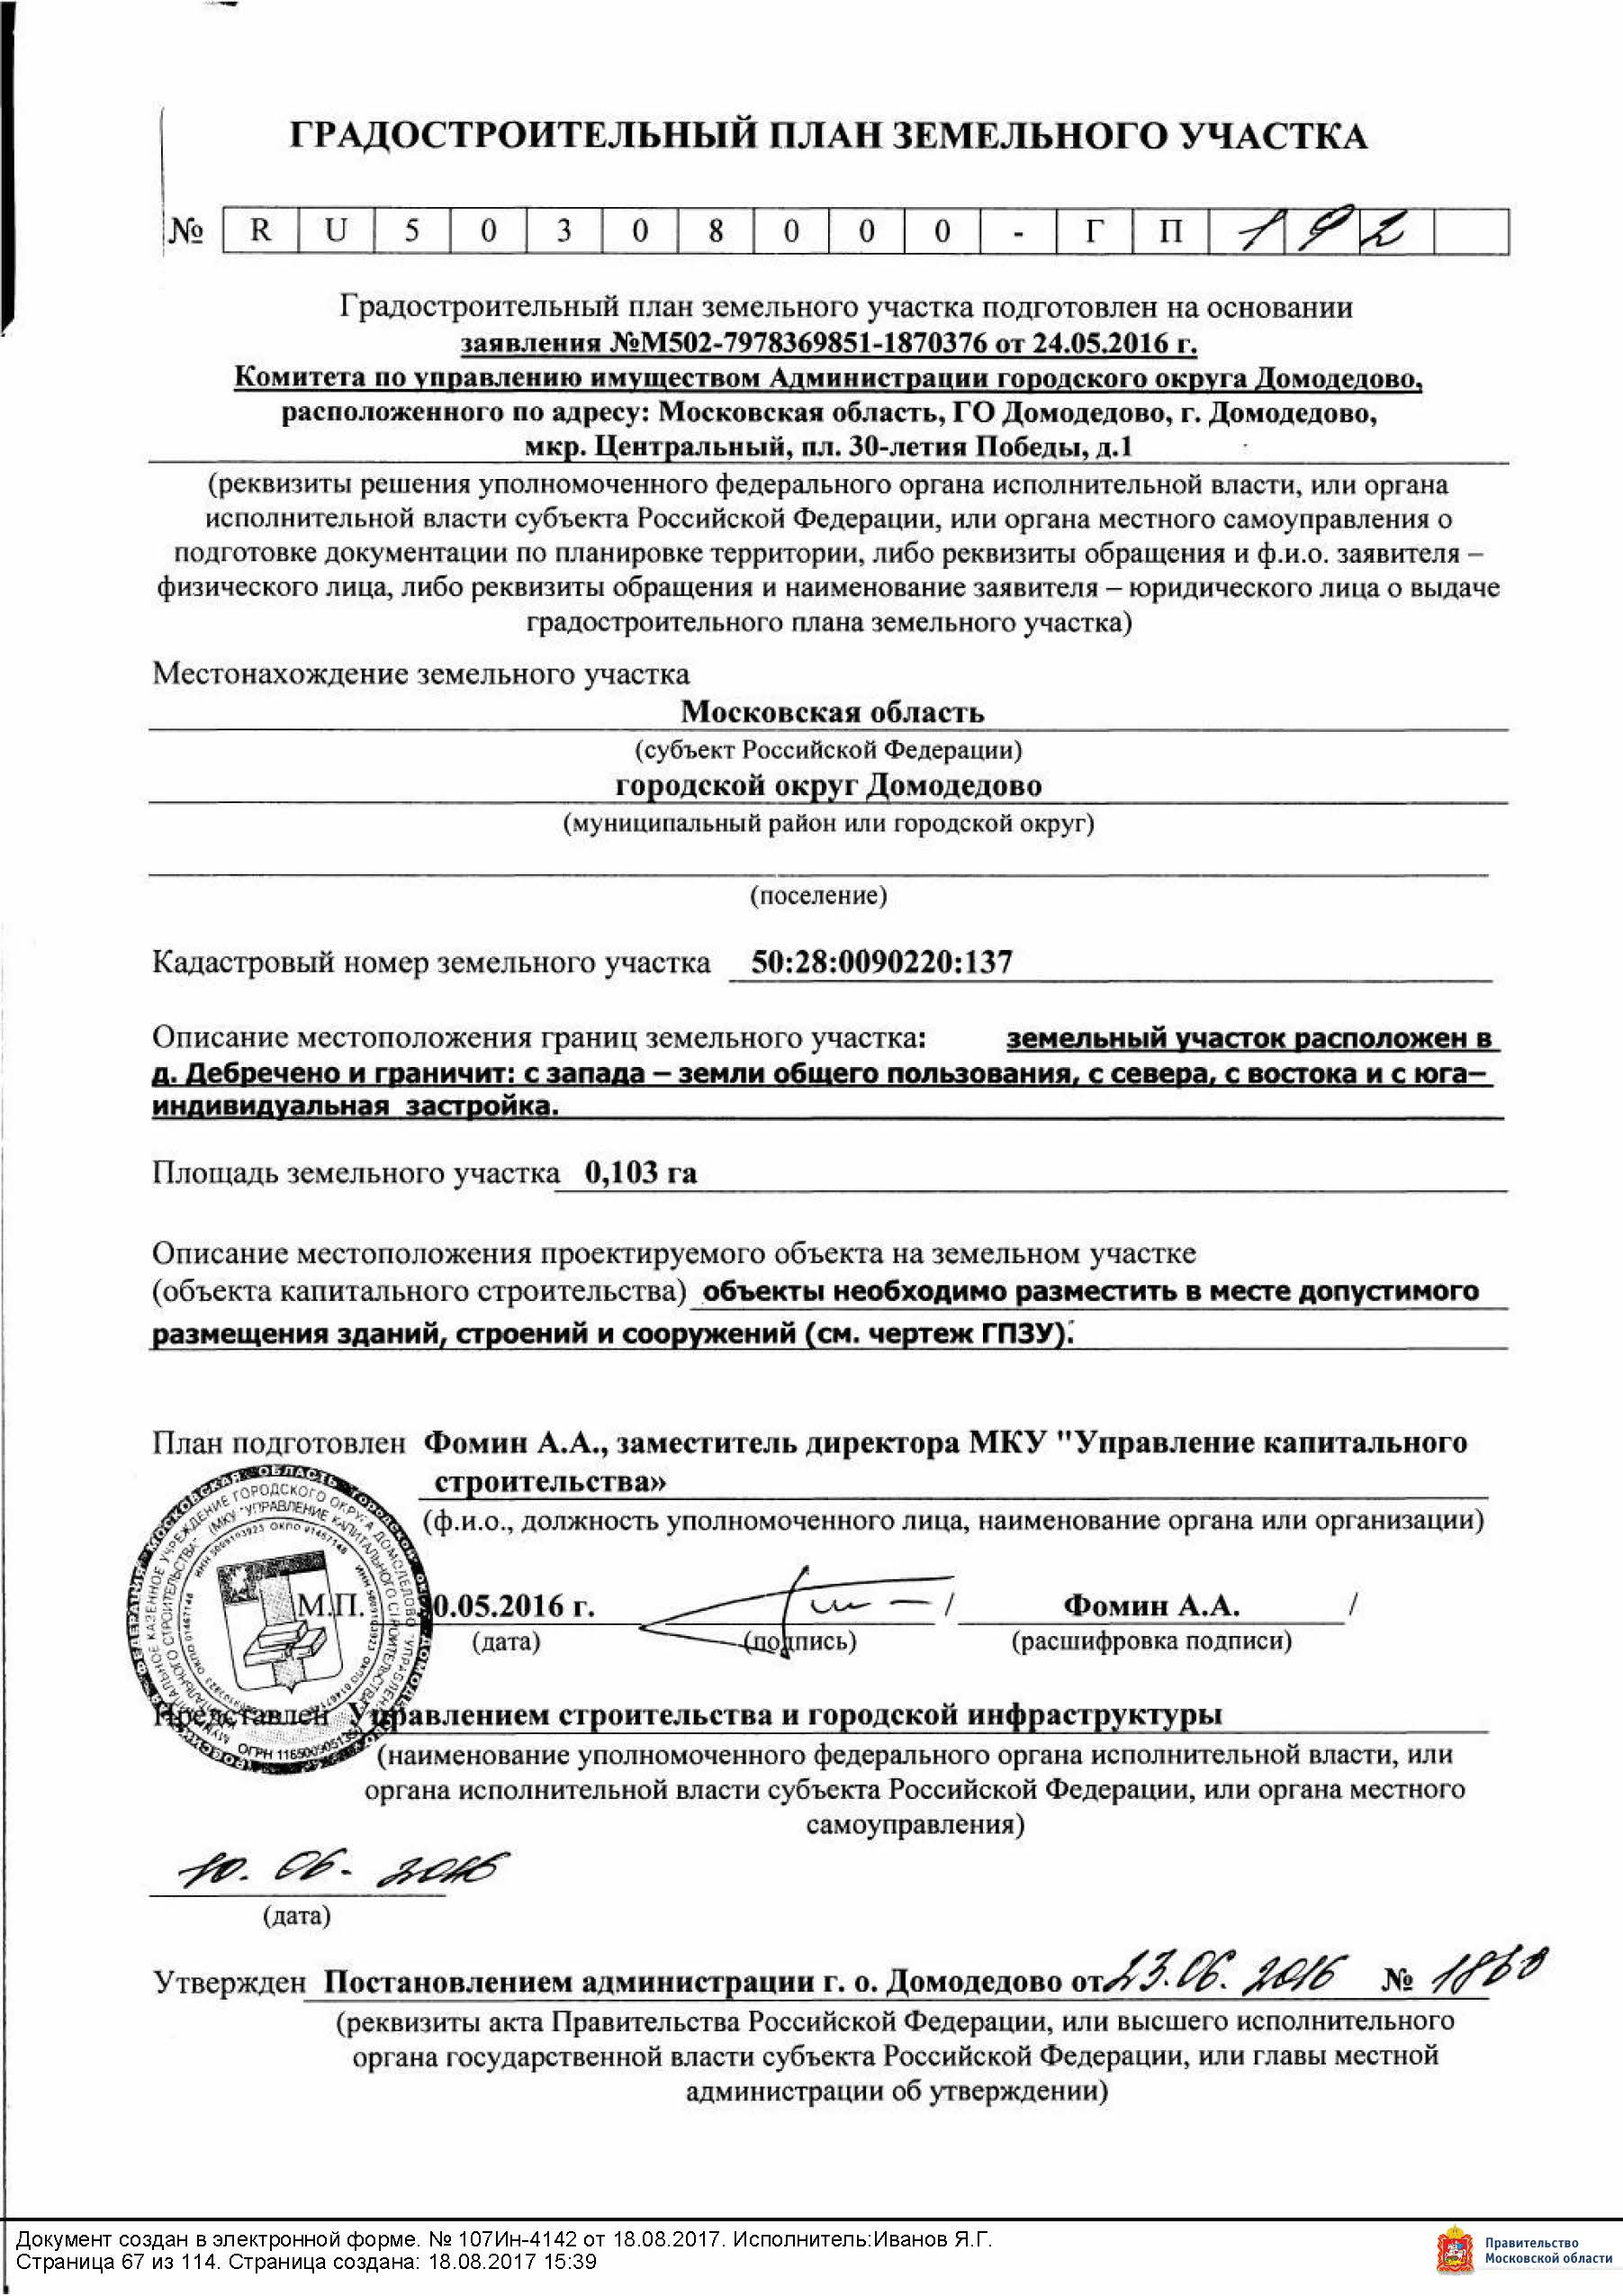 ГРАДОСТРОИТЕЛЬНЫЙ ПЛАН ЗЕМЕЛЬНОГО УЧАСТКА
№ R U 5 0 3 0 8 0 0 0 - Г П 1 9 2
Градостроительный план земельного участка подготовлен на основании
заявления №М502-7978369851-1870376 от 24.05.2016 г.
Комитета по управлению имуществом Администрации городского округа Домодедово,
расположенного по адресу: Московская область, ГО Домодедово, г. Домодедово,
мкр. Центральный, пл. 30-летия Победы, д.1
(реквизиты решения уполномоченного федерального органа исполнительной власти, или органа
исполнительной власти субъекта Российской Федерации, или органа местного самоуправления о
подготовке документации по планировке территории, либо реквизиты обращения и ф.и.о. заявителя –
физического лица, либо реквизиты обращения и наименование заявителя – юридического лица о выдаче
градостроительного плана земельного участка)
Местонахождение земельного участка
Московская область
(субъект Российской Федерации)
городской округ Домодедово
(муниципальный район или городской округ)
(поселение)
Кадастровый номер земельного участка 50:28:0090220:137
Описание местоположения границ земельного участка: земельный участок расположен в
д. Дебречено и граничит: с запада – земли общего пользования, с севера, с востока и с юга–
индивидуальная застройка.
Площадь земельного участка 0,103 га
Описание местоположения проектируемого объекта на земельном участке
(объекта капитального строительства) объекты необходимо разместить в месте допустимого
размещения зданий, строений и сооружений (см. чертеж ГПЗУ).
План подготовлен Фомин А.А., заместитель директора МКУ "Управление капитального
строительства»
(ф.и.о., должность уполномоченного лица, наименование органа или организации)
М.П. 0.05.2016 г. / Фомин А.А. /
(дата) (подпись) (расшифровка подписи)
Представлен Управлением строительства и городской инфраструктуры
(наименование уполномоченного федерального органа исполнительной власти, или
органа исполнительной власти субъекта Российской Федерации, или органа местного
самоуправления)
10. 06. 2016
(дата)
Утвержден Постановлением администрации г. о. Домодедово от 23.06.2016 №
(реквизиты акта Правительства Российской Федерации, или высшего исполнительного
органа государственной власти субъекта Российской Федерации, или главы местной
администрации об утверждении)
Документ создан в электронной форме. № 107Ин-4142 от 18.08.2017. Исполнитель:Иванов Я.Г.
Страница 67 из 114. Страница создана: 18.08.2017 15:39
Правительство
Московской области